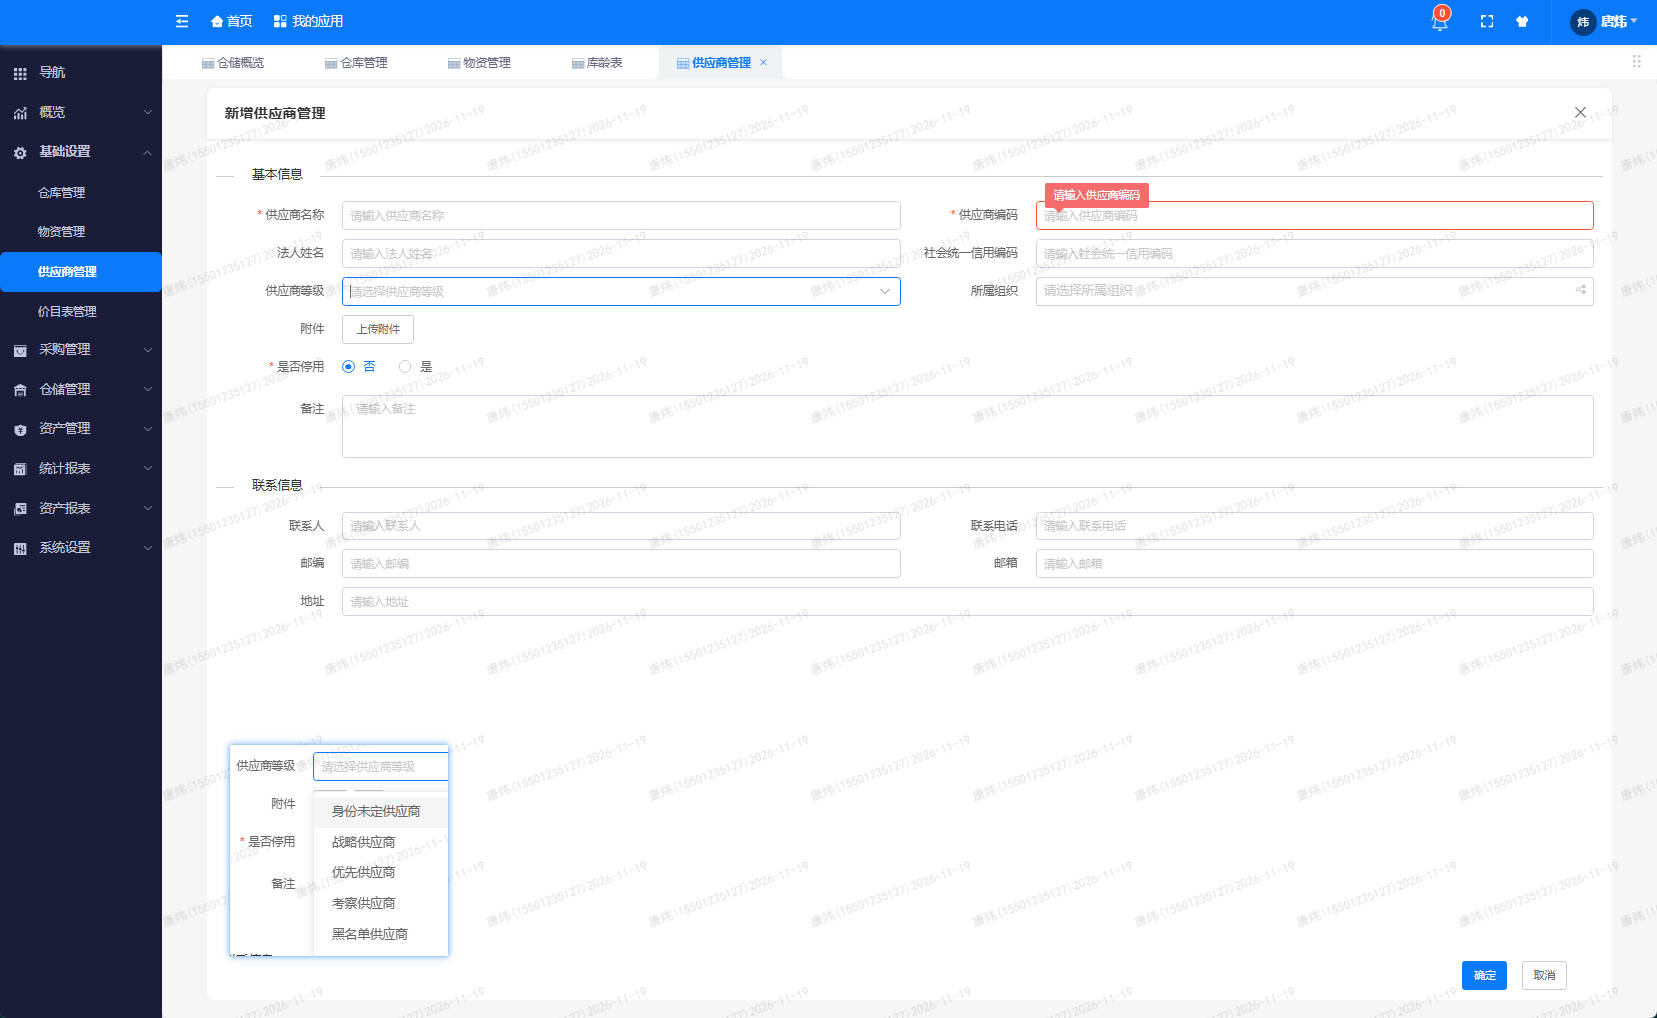 首页 我的应用 0 炜 唐炜
导航
概览
基础设置
仓库管理
物资管理
供应商管理
价目表管理
采购管理
仓储管理
资产管理
统计报表
资产报表
系统设置
仓储概览 仓库管理 物资管理 库龄表 供应商管理
新增供应商管理
基本信息
请输入供应商编码
* 供应商名称 请输入供应商名称 * 供应商编码 请输入供应商编码
法人姓名 请输入法人姓名 社会统一信用编码 请输入社会统一信用编码
供应商等级 请选择供应商等级 所属组织 请选择所属组织
附件 上传附件
* 是否停用 否 是
备注 请输入备注
联系信息
联系人 请输入联系人 联系电话 请输入联系电话
邮编 请输入邮编 邮箱 请输入邮箱
地址 请输入地址
供应商等级 请选择供应商等级
附件
* 是否停用
备注
身份未定供应商
战略供应商
优先供应商
考察供应商
黑名单供应商
确定 取消
唐炜(15501235127)2026-11-19